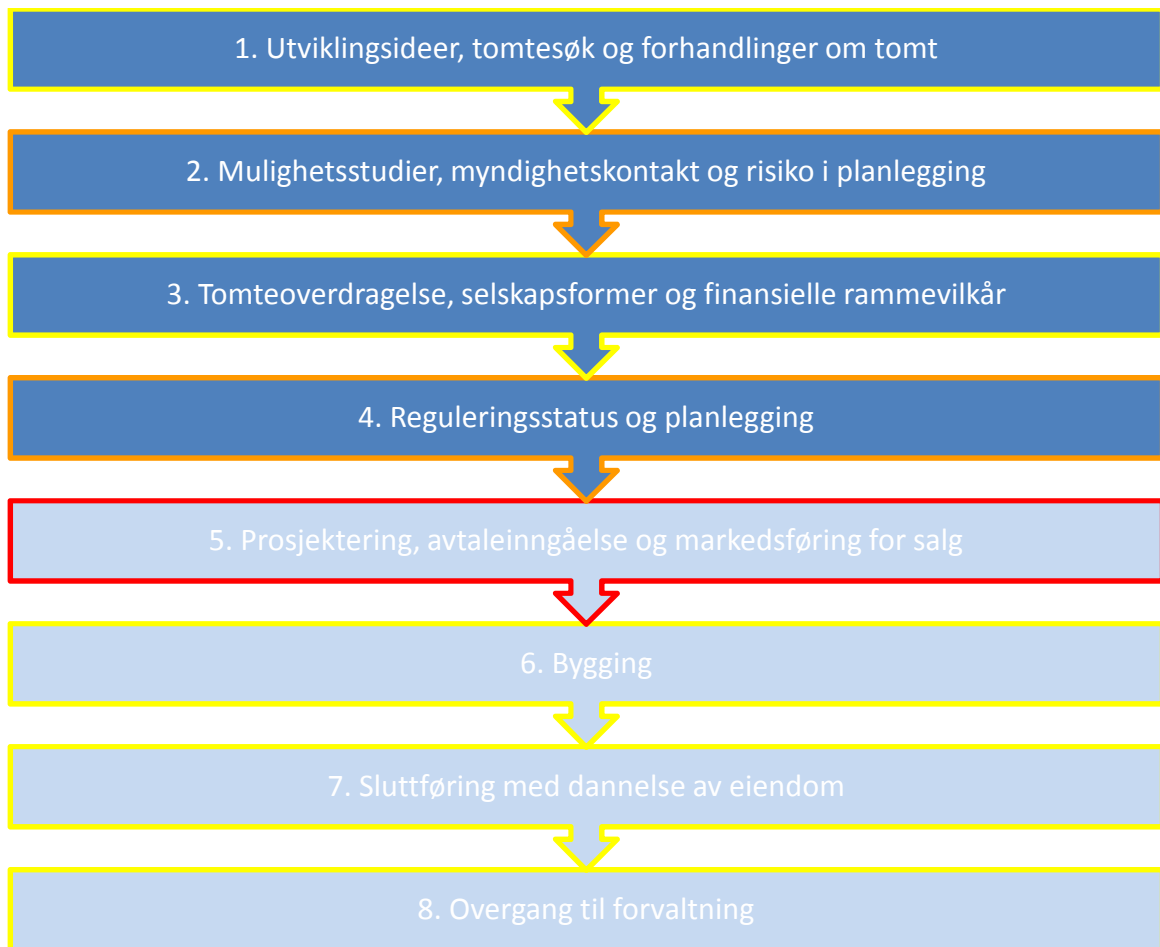 1. Utviklingsideer, tomtesøk og forhandlinger om tomt
2. Mulighetsstudier, myndighetskontakt og risiko i planlegging
3. Tomteoverdragelse, selskapsformer og finansielle rammevilkår
4. Reguleringsstatus og planlegging
5. Prosjektering, avtaleinngåelse og markedsføring for salg
6. Bygging
7. Sluttføring med dannelse av eiendom
8. Overgang til forvaltning